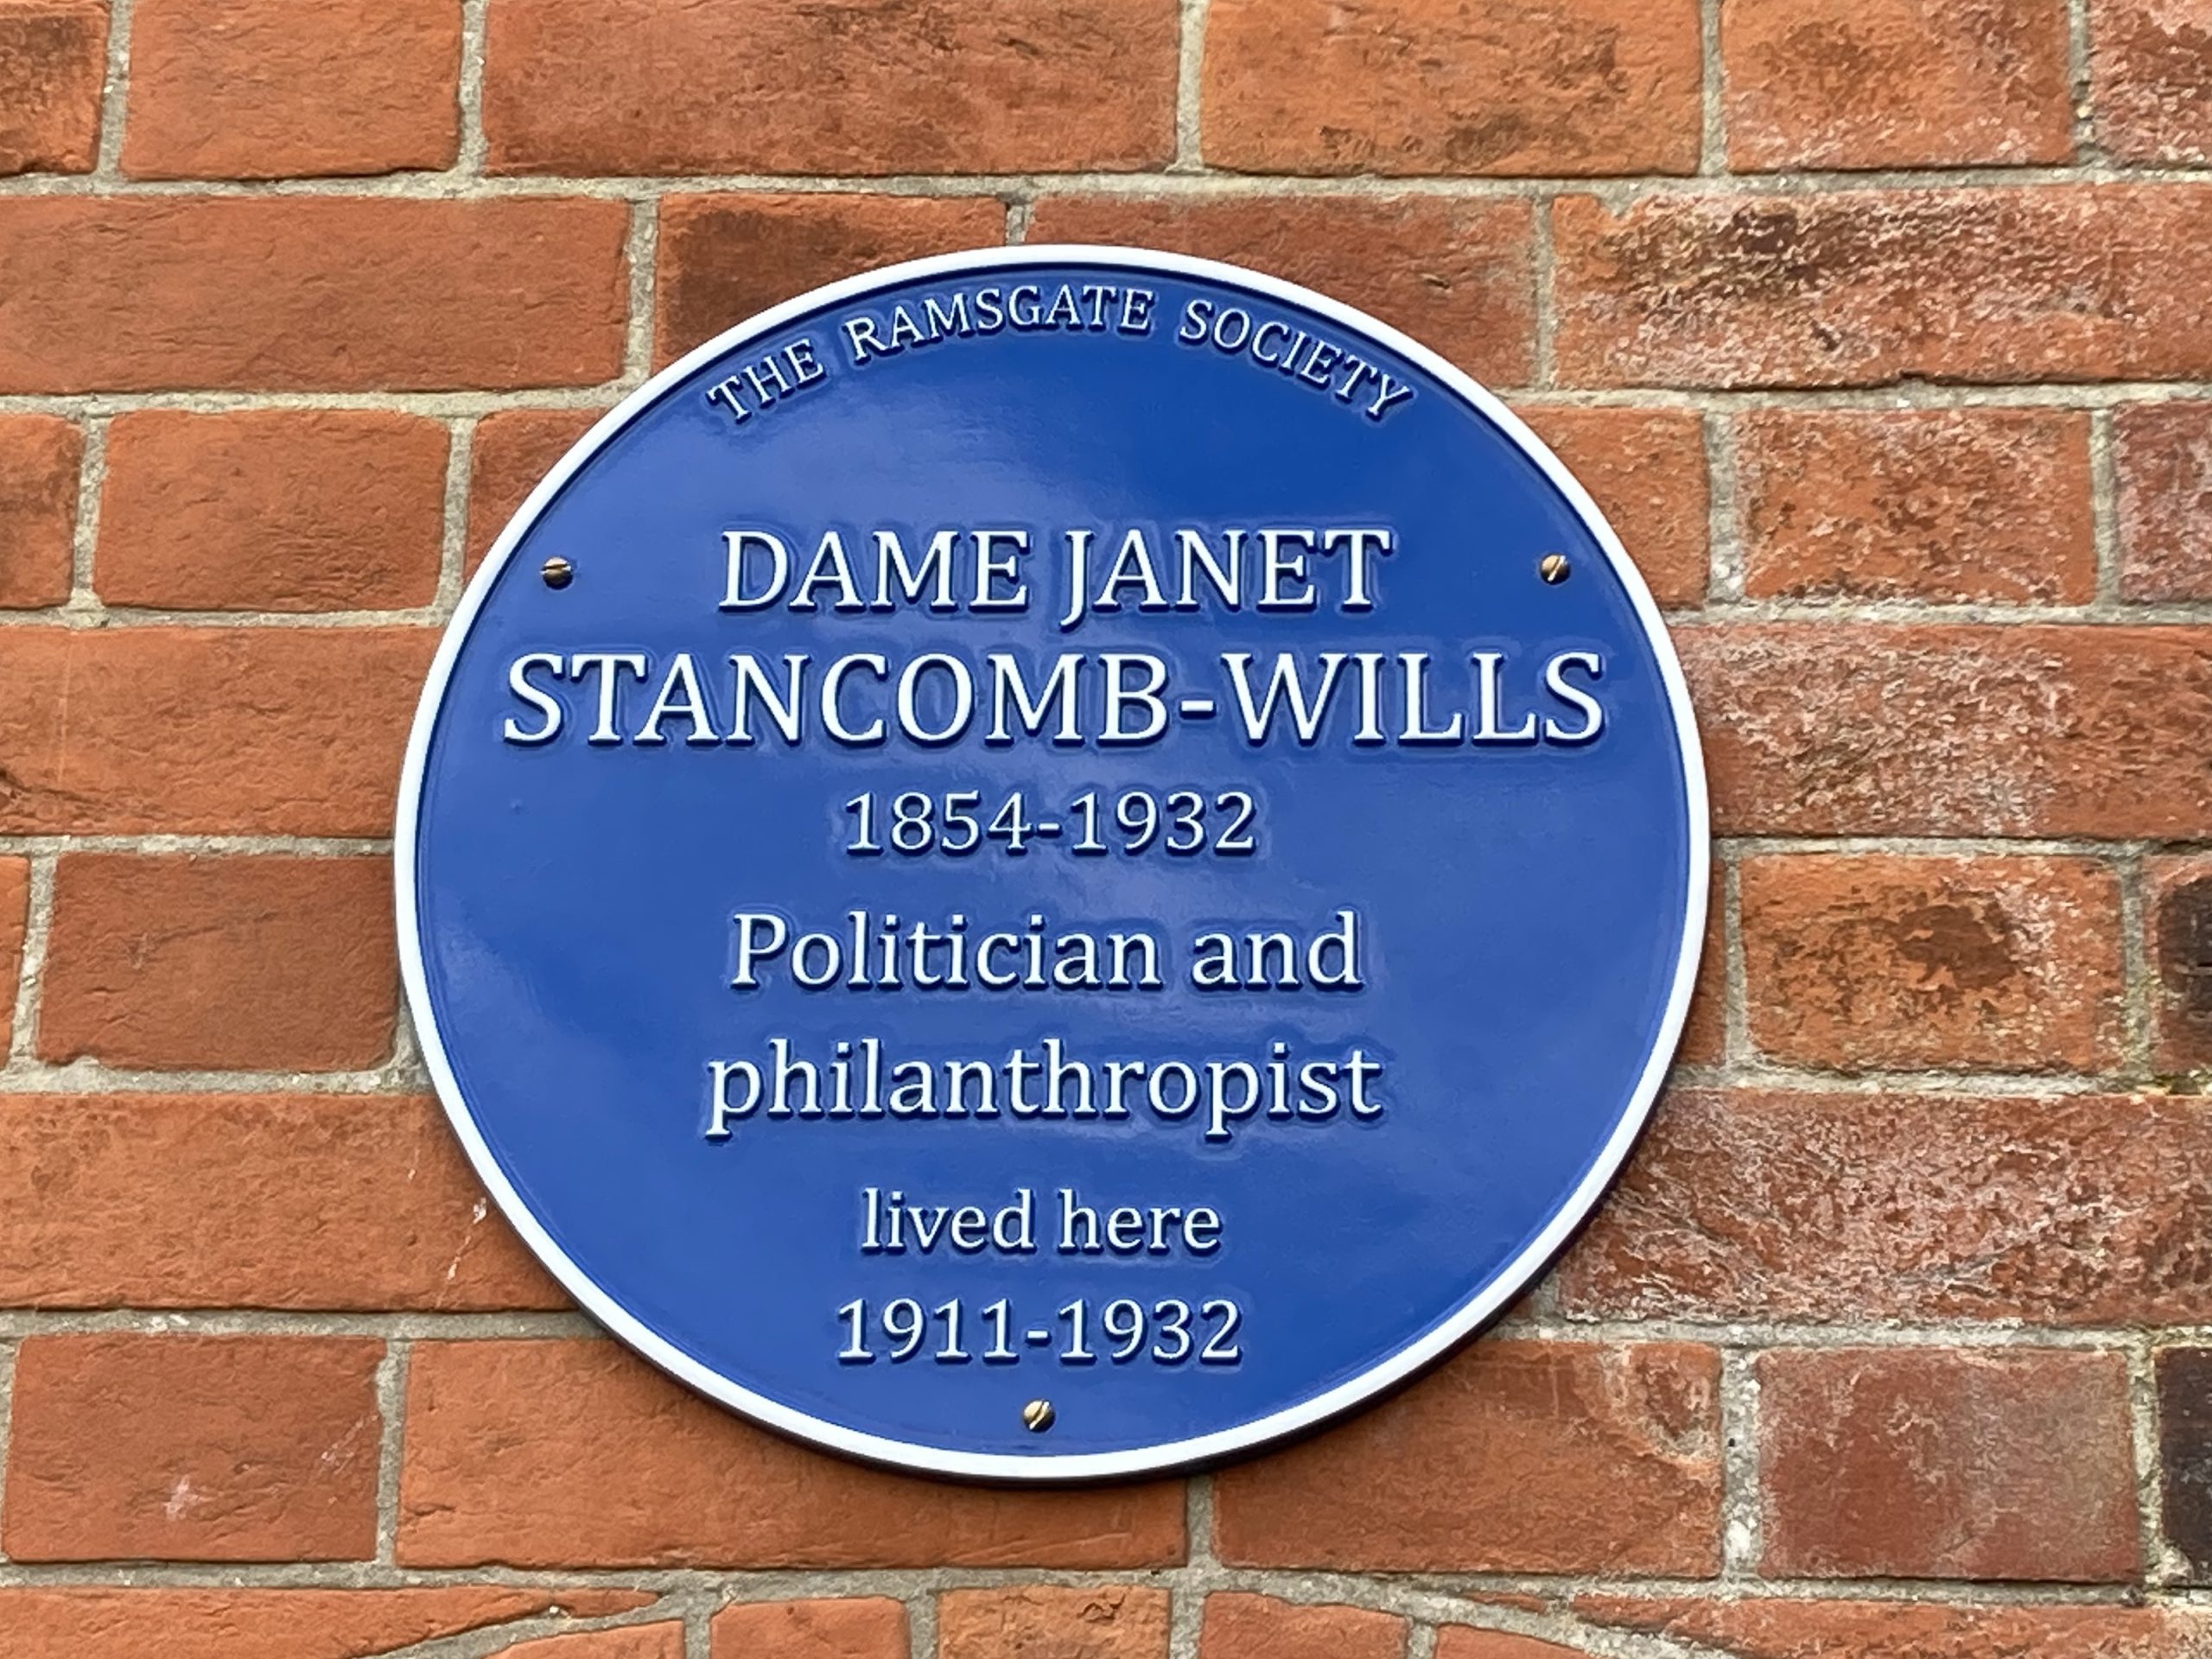 THE RAMSGATE SOCIETY
DAME JANET
STANCOMB-WILLS
1854-1932
Politician and
philanthropist
lived here
1911-1932